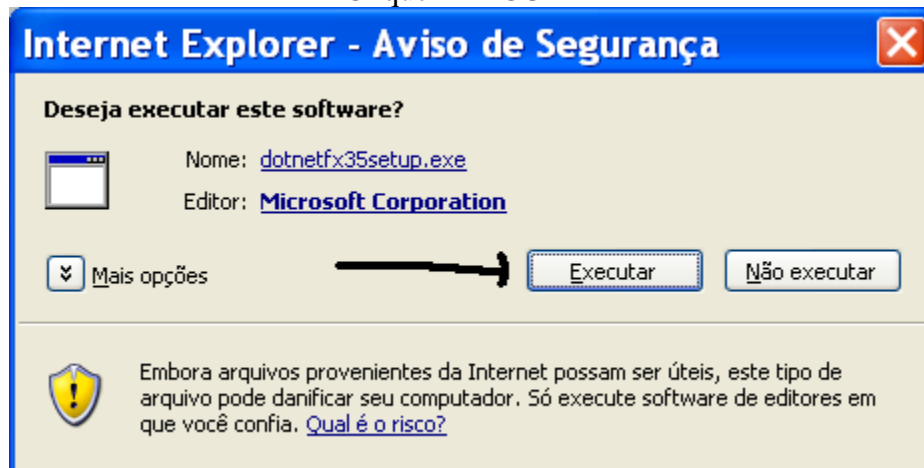 Internet Explorer - Aviso de Segurança
Deseja executar este software?
Nome: dotnetfx35setup.exe
Editor: Microsoft Corporation
Mais opções
Executar
Não executar
Embora arquivos provenientes da Internet possam ser úteis, este tipo de
arquivo pode danificar seu computador. Só execute software de editores em
que você confia. Qual é o risco?